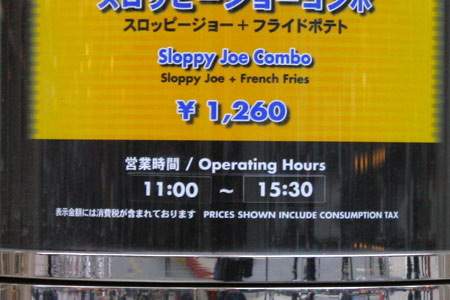 スロッピージョーコンボ
スロッピージョー＋フライドポテト
Sloppy Joe Combo
Sloppy Joe + French Fries
¥ 1,260
営業時間 / Operating Hours
11:00 ～ 15:30
表示金額には消費税が含まれております PRICES SHOWN INCLUDE CONSUMPTION TAX